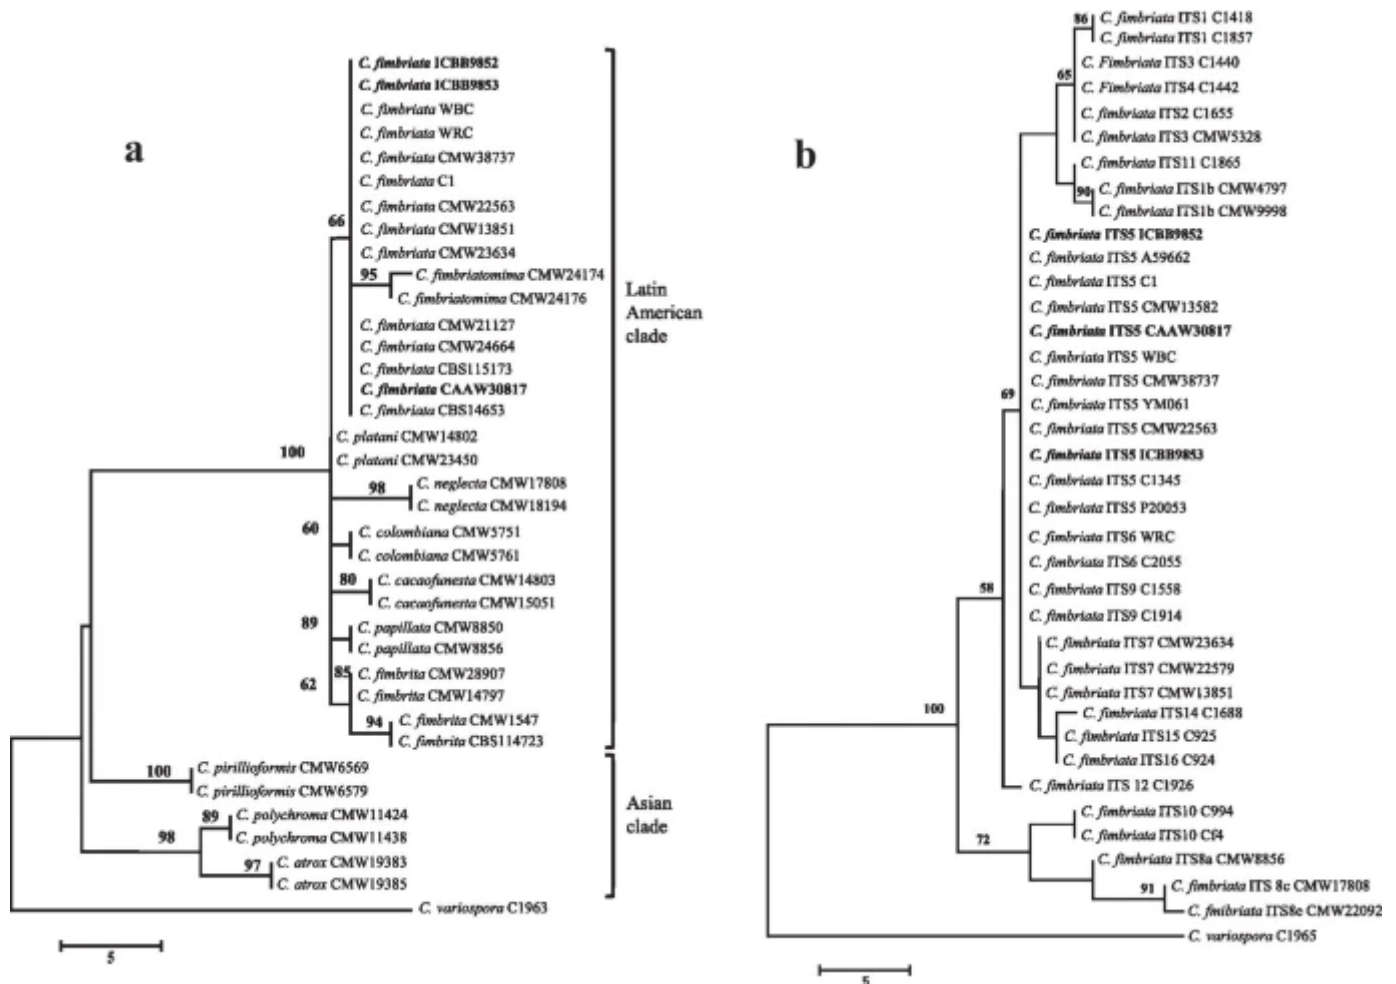 a
C. fimbriata ICBB9852
C. fimbriata ICBB9853
C. fimbriata WBC
C. fimbriata WRC
C. fimbriata CMW38737
C. fimbriata C1
C. fimbriata CMW22563
C. fimbriata CMW13851
C. fimbriata CMW23634
C. fimbriatomima CMW24174
C. fimbriatomima CMW24176
C. fimbriata CMW21127
C. fimbriata CMW24664
C. fimbriata CBS115173
C. fimbriata CAAW30817
C. fimbriata CBS14653
C. platani CMW14802
C. platani CMW23450
C. neglecta CMW17808
C. neglecta CMW18194
C. colombiana CMW5751
C. colombiana CMW5761
C. cacaofunesta CMW14803
C. cacaofunesta CMW15051
C. papillata CMW8850
C. papillata CMW8856
C. fimbrita CMW28907
C. fimbrita CMW14797
C. fimbrita CMW1547
C. fimbrita CBS114723
C. pirillioformis CMW6569
C. pirillioformis CMW6579
C. polychroma CMW11424
C. polychroma CMW11438
C. atrox CMW19383
C. atrox CMW19385
C. variospora C1963
66
95
100
98
60
80
89
85
62
94
100
89
98
97
Latin
American
clade
Asian
clade
5
b
C. fimbriata ITS1 C1418
C. fimbriata ITS1 C1857
C. Fimbriata ITS3 C1440
C. Fimbriata ITS4 C1442
C. fimbriata ITS2 C1655
C. fimbriata ITS3 CMW5328
C. fimbriata ITS11 C1865
C. fimbriata ITS1b CMW4797
C. fimbriata ITS1b CMW9998
C. fimbriata ITS5 ICBB9852
C. fimbriata ITS5 A59662
C. fimbriata ITS5 C1
C. fimbriata ITS5 CMW13582
C. fimbriata ITS5 CAAW30817
C. fimbriata ITS5 WBC
C. fimbriata ITS5 CMW38737
C. fimbriata ITS5 YM061
C. fimbriata ITS5 CMW22563
C. fimbriata ITS5 ICBB9853
C. fimbriata ITS5 C1345
C. fimbriata ITS5 P20053
C. fimbriata ITS6 WRC
C. fimbriata ITS6 C2055
C. fimbriata ITS9 C1558
C. fimbriata ITS9 C1914
C. fimbriata ITS7 CMW23634
C. fimbriata ITS7 CMW22579
C. fimbriata ITS7 CMW13851
C. fimbriata ITS14 C1688
C. fimbriata ITS15 C925
C. fimbriata ITS16 C924
C. fimbriata ITS 12 C1926
C. fimbriata ITS10 C994
C. fimbriata ITS10 Cf4
C. fimbriata ITS8a CMW8856
C. fimbriata ITS 8c CMW17808
C. fmibriata ITS8e CMW22092
C. variospora C1965
86
65
90
69
58
100
72
91
5